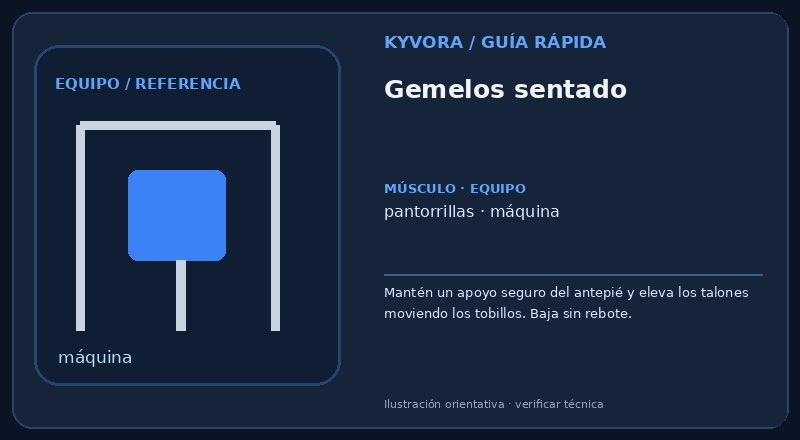 EQUIPO / REFERENCIA
máquina
KYVORA / GUÍA RÁPIDA
Gemelos sentado
MÚSCULO · EQUIPO
pantorrillas · máquina
Mantén un apoyo seguro del antepié y eleva los talones
moviendo los tobillos. Baja sin rebote.
Ilustración orientativa · verificar técnica